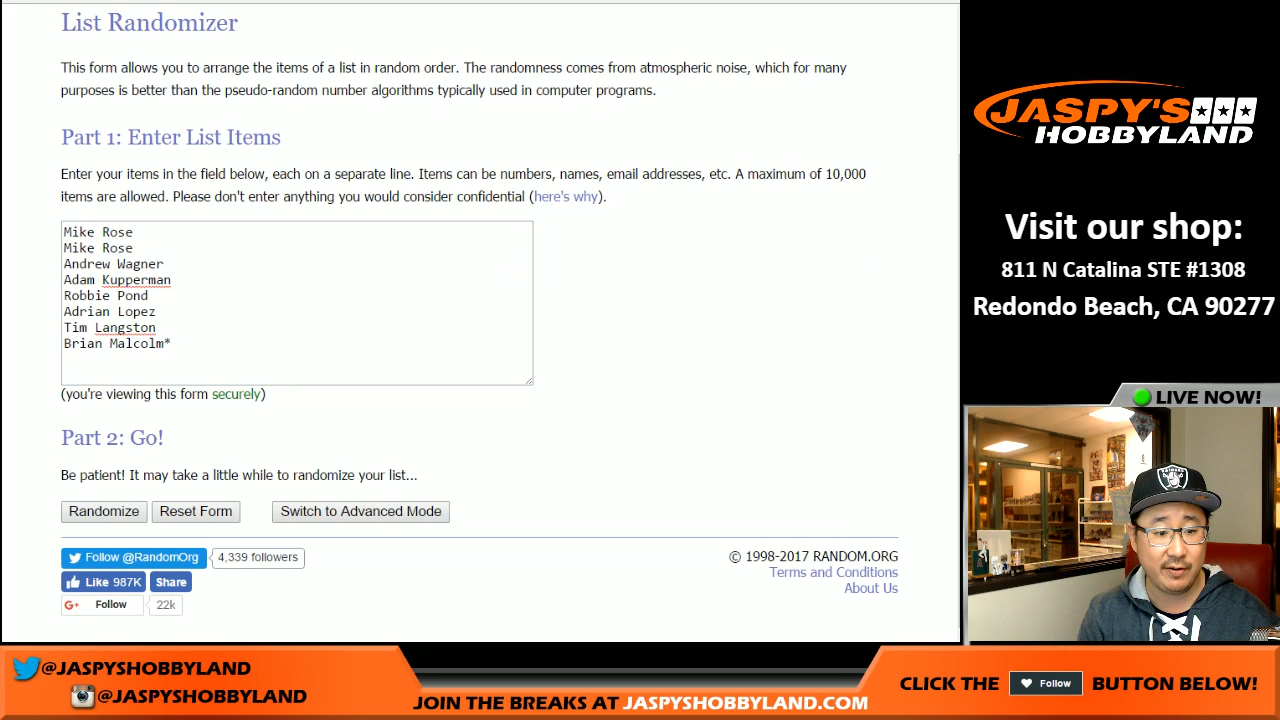 List Randomizer
This form allows you to arrange the items of a list in random order. The randomness comes from atmospheric noise, which for many
purposes is better than the pseudo-random number algorithms typically used in computer programs.
Part 1: Enter List Items
Enter your items in the field below, each on a separate line. Items can be numbers, names, email addresses, etc. A maximum of 10,000
items are allowed. Please don't enter anything you would consider confidential (here's why).
Mike Rose
Mike Rose
Andrew Wagner
Adam Kupperman
Robbie Pond
Adrian Lopez
Tim Langston
Brian Malcolm*
(you're viewing this form securely)
Part 2: Go!
Be patient! It may take a little while to randomize your list...
Randomize
Reset Form
Switch to Advanced Mode
Follow @RandomOrg
4,339 followers
Like 987K
Share
G+ Follow
22k
© 1998-2017 RANDOM.ORG
Terms and Conditions
About Us
JASPY'S
HOBBYLAND
Visit our shop:
811 N Catalina STE #1308
Redondo Beach, CA 90277
LIVE NOW!
RAIDERS
@JASPYSHOBBYLAND
@JASPYSHOBBYLAND
JOIN THE BREAKS AT JASPYSHOBBYLAND.COM
CLICK THE
Follow
BUTTON BELOW!